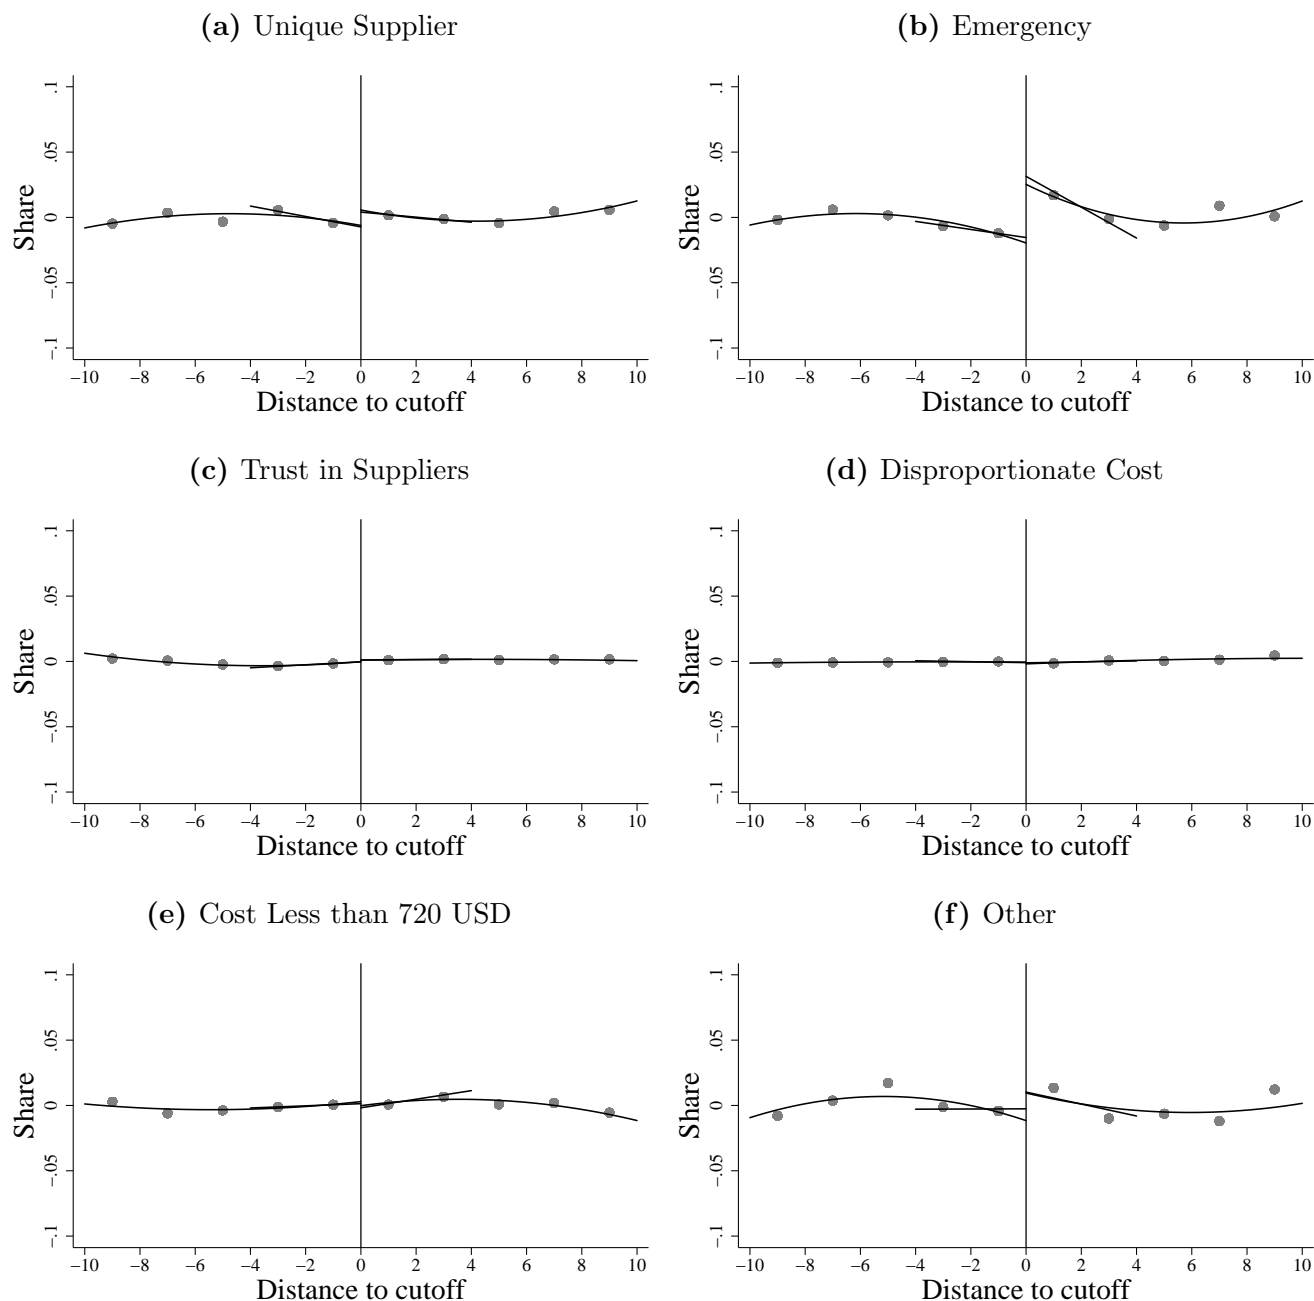 (a) Unique Supplier
(b) Emergency
.1
.05
0
−.05
−.1
Share
−10 −8 −6 −4 −2 0 2 4 6 8 10
Distance to cutoff
.1
.05
0
−.05
−.1
Share
−10 −8 −6 −4 −2 0 2 4 6 8 10
Distance to cutoff
(c) Trust in Suppliers
(d) Disproportionate Cost
.1
.05
0
−.05
−.1
Share
−10 −8 −6 −4 −2 0 2 4 6 8 10
Distance to cutoff
.1
.05
0
−.05
−.1
Share
−10 −8 −6 −4 −2 0 2 4 6 8 10
Distance to cutoff
(e) Cost Less than 720 USD
(f) Other
.1
.05
0
−.05
−.1
Share
−10 −8 −6 −4 −2 0 2 4 6 8 10
Distance to cutoff
.1
.05
0
−.05
−.1
Share
−10 −8 −6 −4 −2 0 2 4 6 8 10
Distance to cutoff